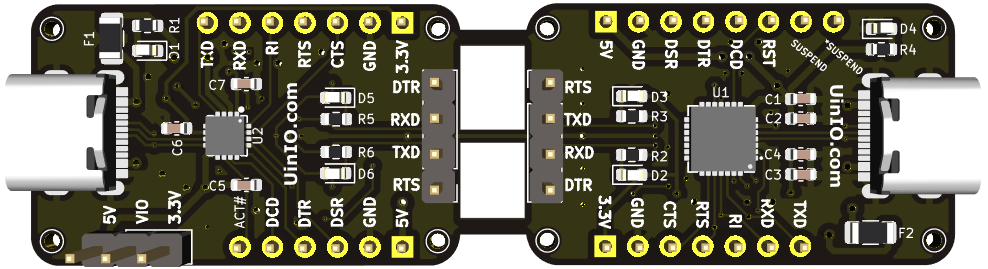 F1
R1
D1
TXD
RXD
RI
RTS
CTS
GND
3.3V
C7
C6
C5
U2
UinIO.com
D5
R5
R6
D6
DTR
RXD
TXD
RTS
5V
VIO
3.3V
ACT#
DCD
DTR
DSR
GND
5V
5V
GND
DSR
DTR
DCD
RST
SUSPEND
SUSPEND
D4
R4
RTS
TXD
RXD
DTR
D3
R3
R2
D2
U1
C1
C2
C4
C3
UinIO.com
3.3V
GND
CTS
RTS
RI
RXD
TXD
F2